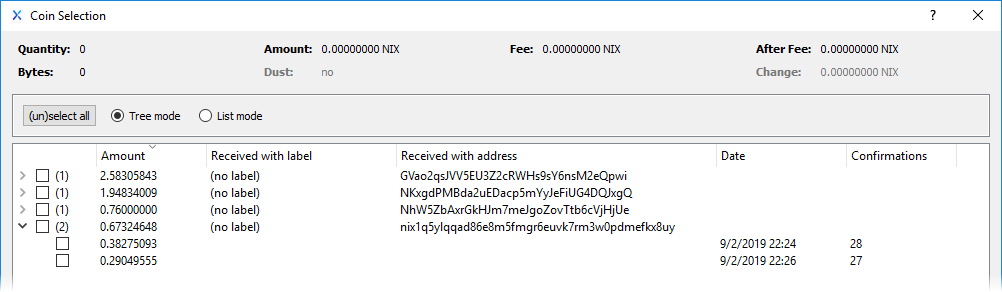 Coin Selection
Quantity: 0 Amount: 0.00000000 NIX Fee: 0.00000000 NIX After Fee: 0.00000000 NIX
Bytes: 0 Dust: no Change: 0.00000000 NIX
(un)select all Tree mode List mode
Amount Received with label Received with address Date Confirmations
(1) 2.58305843 (no label) GVao2qsJVV5EU3Z2cRWHs9sY6nsM2eQpwi
(1) 1.94834009 (no label) NKxgdPMBda2uEDacp5mYyJeFiUG4DQJxgQ
(1) 0.76000000 (no label) NhW5ZbAxrGkHJm7meJgoZovTtb6cVjHjUe
(2) 0.67324648 (no label) nix1q5ylqqad86e8m5fmgr6euvk7rm3w0pdmefkx8uy
0.38275093 9/2/2019 22:24 28
0.29049555 9/2/2019 22:26 27